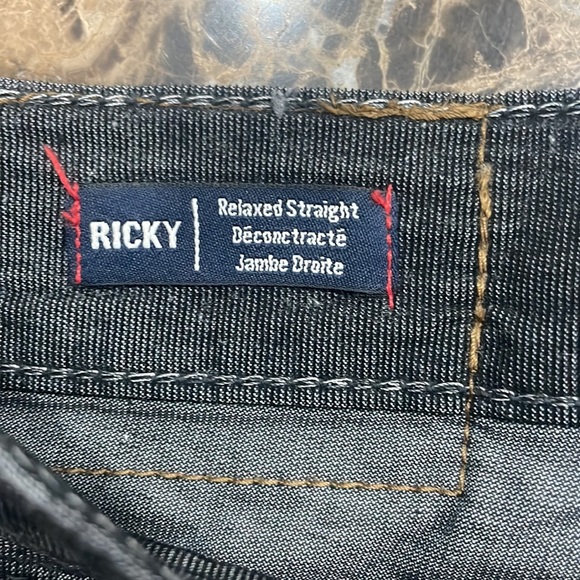 RICKY
Relaxed Straight
Déconctracté
Jambe Droite